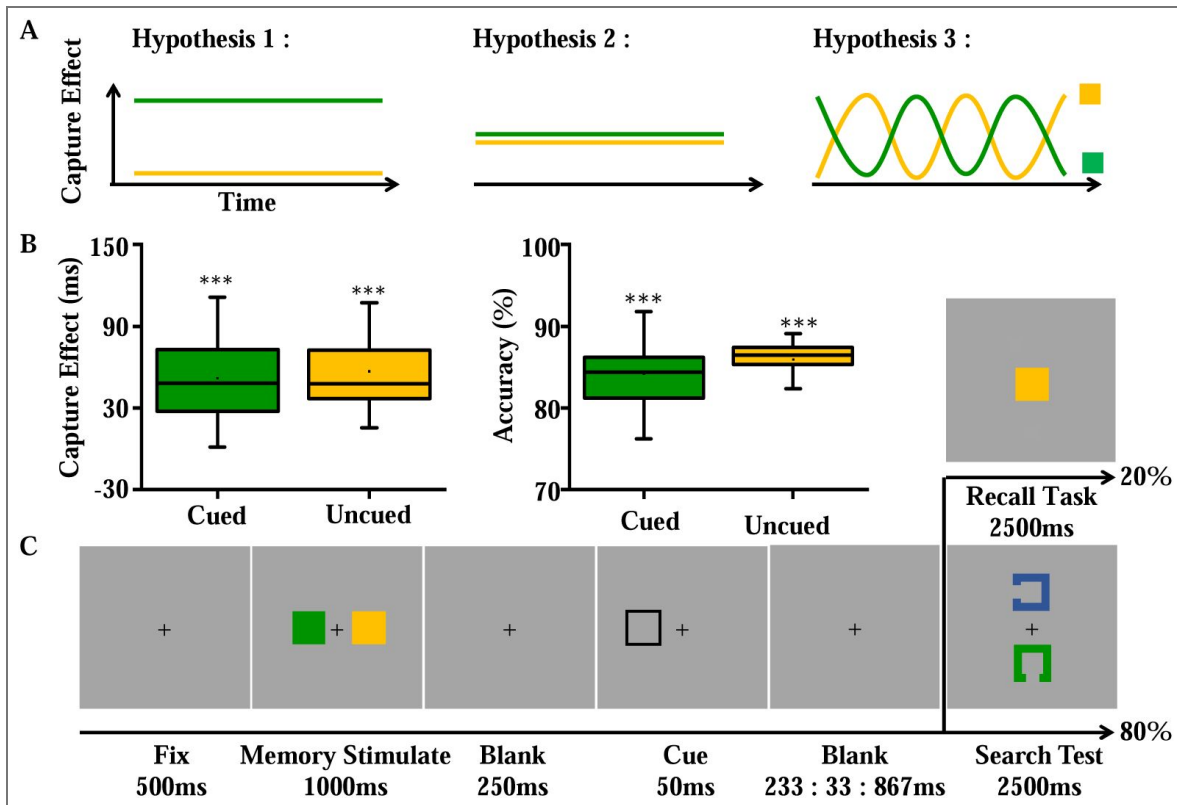 A
Hypothesis 1 :
Hypothesis 2 :
Hypothesis 3 :
Capture Effect
Time
B
150
90
30
-30
Capture Effect (ms)
***
***
Cued
Uncued
100
90
80
70
Accuracy (%)
***
***
Cued
Uncued
20%
Recall Task
2500ms
C
80%
Fix
500ms
Memory Stimulate
1000ms
Blank
250ms
Cue
50ms
Blank
233 : 33 : 867ms
Search Test
2500ms